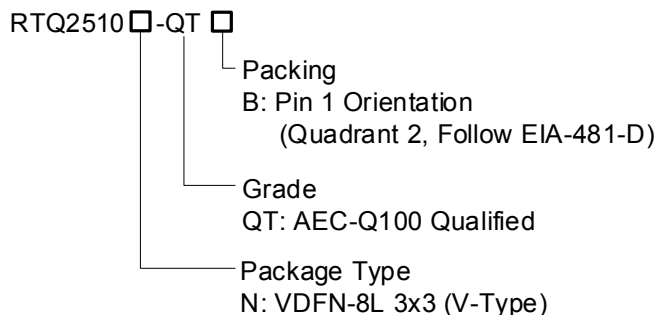 RTQ2510□-QT □
Packing
B: Pin 1 Orientation
(Quadrant 2, Follow EIA-481-D)
Grade
QT: AEC-Q100 Qualified
Package Type
N: VDFN-8L 3x3 (V-Type)